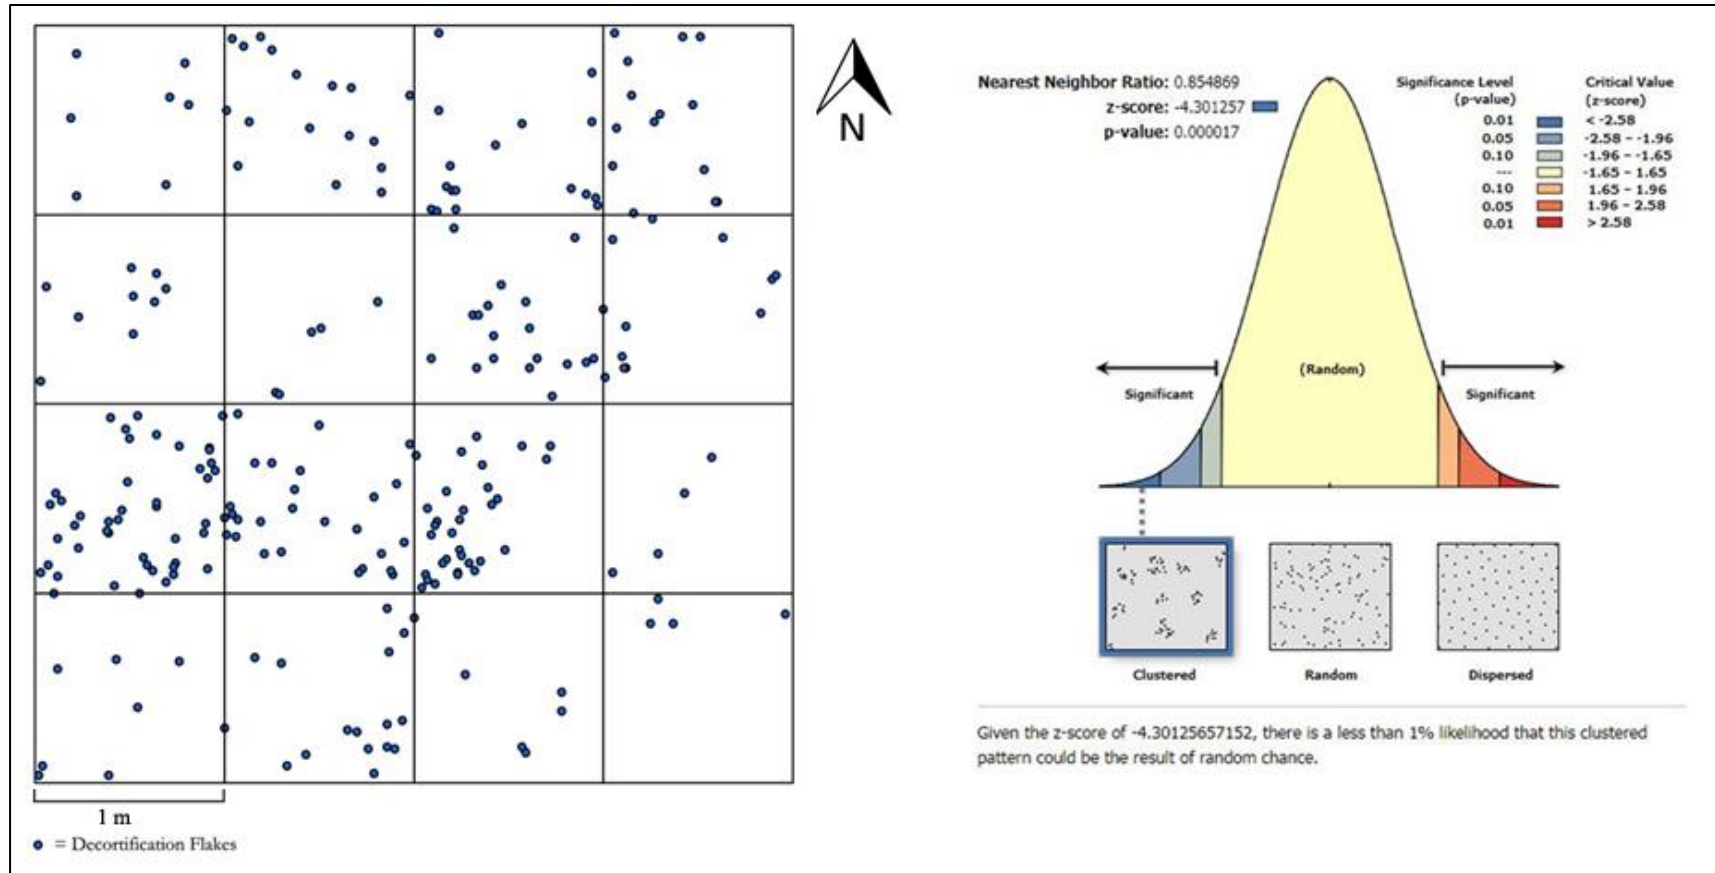 N
1 m
= Decortification Flakes
Nearest Neighbor Ratio: 0.854869
z-score: -4.301257
p-value: 0.000017
Significance Level
(p-value)
Critical Value
(z-score)
0.01 < -2.58
0.05 -2.58 - -1.96
0.10 -1.96 - -1.65
--- -1.65 - 1.65
0.10 1.65 - 1.96
0.05 1.96 - 2.58
0.01 > 2.58
(Random)
Significant
Significant
Clustered
Random
Dispersed
Given the z-score of -4.30125657152, there is a less than 1% likelihood that this clustered
pattern could be the result of random chance.